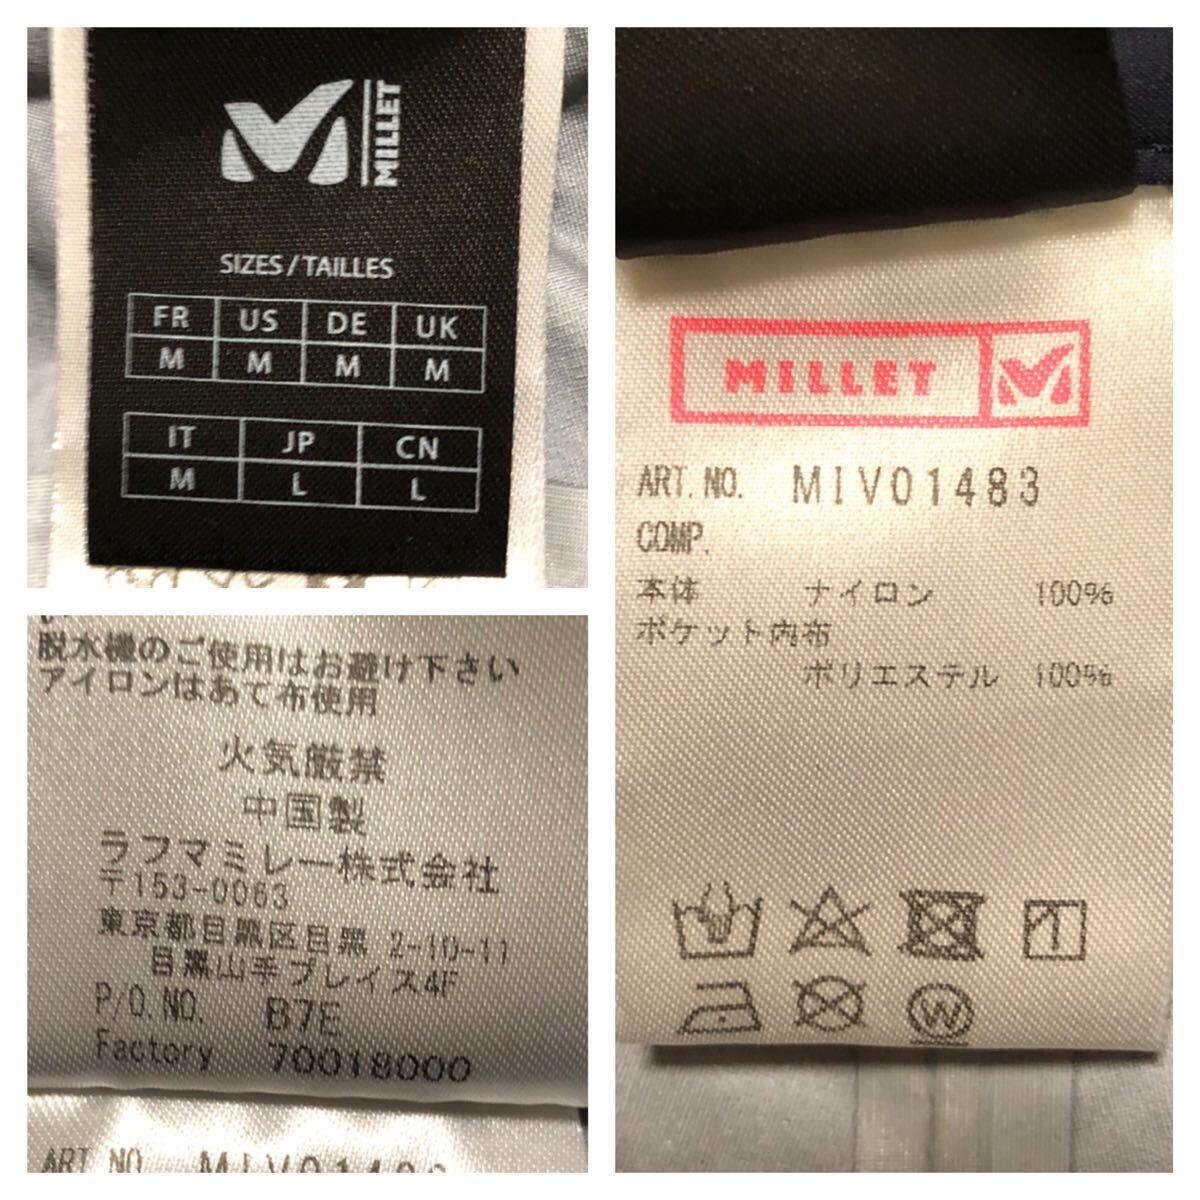 MILLET
SIZES/TAILLES
FR US DE UK
M M M M
IT JP CN
M L L
脱水機のご使用はお避け下さい
アイロンはあて布使用
火気厳禁
中国製
ラフマミレー株式会社
〒153-0063
東京都目黒区目黒 2-10-11
目黒山手プレイス4F
P/O.NO. B7E
Factory 70018000
ART.NO.
MILLET
ART.NO. MIV01483
COMP.
本体 ナイロン 100%
ポケット内布
ポリエステル 100%
W